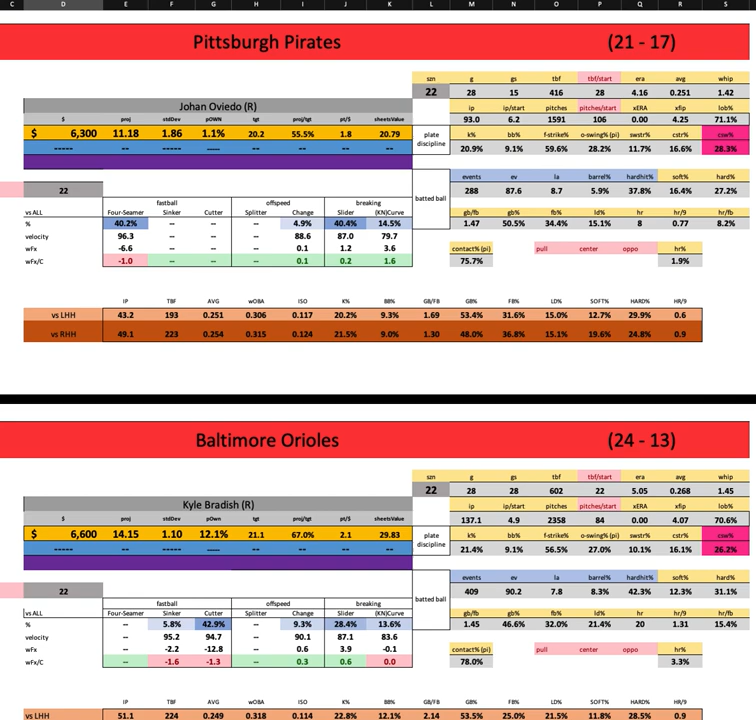 C D E F G H I J K L M N O P Q R S
Pittsburgh Pirates (21 - 17)
szn g gs tbf tbf/start era avg whip
22 28 15 416 28 4.16 0.251 1.42
Johan Oviedo (R) ip ip/start pitches pitches/start xERA xfip lob%
$ proj stdDev pOWN tgt proj/tgt pt/$ sheetsValue 93.0 6.2 1591 106 0.00 4.25 71.1%
$ 6,300 11.18 1.86 1.1% 20.2 55.5% 1.8 20.79 plate discipline k% bb% f-strike% o-swing% (pi) swstr% cstr% csw%
----- -- -- ---- -- -- -- -- 20.9% 9.1% 59.6% 28.2% 11.7% 16.6% 28.3%
events ev la barrel% hardhit% soft% hard%
22 batted ball 288 87.6 8.7 5.9% 37.8% 16.4% 27.2%
fastball offspeed breaking
vs ALL Four-Seamer Sinker Cutter Splitter Change Slider (KN)Curve gb/fb gb% fb% ld% hr hr/9 hr/fb
% 40.2% -- -- -- 4.9% 40.4% 14.5% 1.47 50.5% 34.4% 15.1% 8 0.77 8.2%
velocity 96.3 -- -- -- 88.6 87.0 79.7
wFx -6.6 -- -- -- 0.1 1.2 3.6 contact% (pi) pull center oppo hr%
wFx/C -1.0 -- -- -- 0.1 0.2 1.6 75.7% 1.9%
IP TBF AVG wOBA ISO K% BB% GB/FB GB% FB% LD% SOFT% HARD% HR/9
vs LHH 43.2 193 0.251 0.306 0.117 20.2% 9.3% 1.69 53.4% 31.6% 15.0% 12.7% 29.9% 0.6
vs RHH 49.1 223 0.254 0.315 0.124 21.5% 9.0% 1.30 48.0% 36.8% 15.1% 19.6% 24.8% 0.9
Baltimore Orioles (24 - 13)
szn g gs tbf tbf/start era avg whip
22 28 28 602 22 5.05 0.268 1.45
Kyle Bradish (R) ip ip/start pitches pitches/start xERA xfip lob%
$ proj stdDev pOwn tgt proj/tgt pt/$ sheetsValue 137.1 4.9 2358 84 0.00 4.07 70.6%
$ 6,600 14.15 1.10 12.1% 21.1 67.0% 2.1 29.83 plate discipline k% bb% f-strike% o-swing% (pi) swstr% cstr% csw%
----- -- -- ---- -- -- -- -- 21.4% 9.1% 56.5% 27.0% 10.1% 16.1% 26.2%
events ev la barrel% hardhit% soft% hard%
22 batted ball 409 90.2 7.8 8.3% 42.3% 12.3% 31.1%
fastball offspeed breaking
vs ALL Four-Seamer Sinker Cutter Splitter Change Slider (KN)Curve gb/fb gb% fb% ld% hr hr/9 hr/fb
% -- 5.8% 42.9% -- 9.3% 28.4% 13.6% 1.45 46.6% 32.0% 21.4% 20 1.31 15.4%
velocity -- 95.2 94.7 -- 90.1 87.1 83.6
wFx -- -2.2 -12.8 -- 0.6 3.9 -0.1 contact% (pi) pull center oppo hr%
wFx/C -- -1.6 -1.3 -- 0.3 0.6 0.0 78.0% 3.3%
IP TBF AVG wOBA ISO K% BB% GB/FB GB% FB% LD% SOFT% HARD% HR/9
vs LHH 51.1 224 0.249 0.318 0.114 22.8% 12.1% 2.14 53.5% 25.0% 21.5% 11.8% 28.5% 0.9